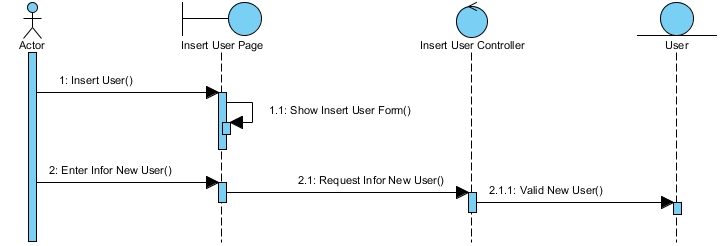 Actor
Insert User Page
Insert User Controller
User
1: Insert User()
1.1: Show Insert User Form()
2: Enter Infor New User()
2.1: Request Infor New User()
2.1.1: Valid New User()